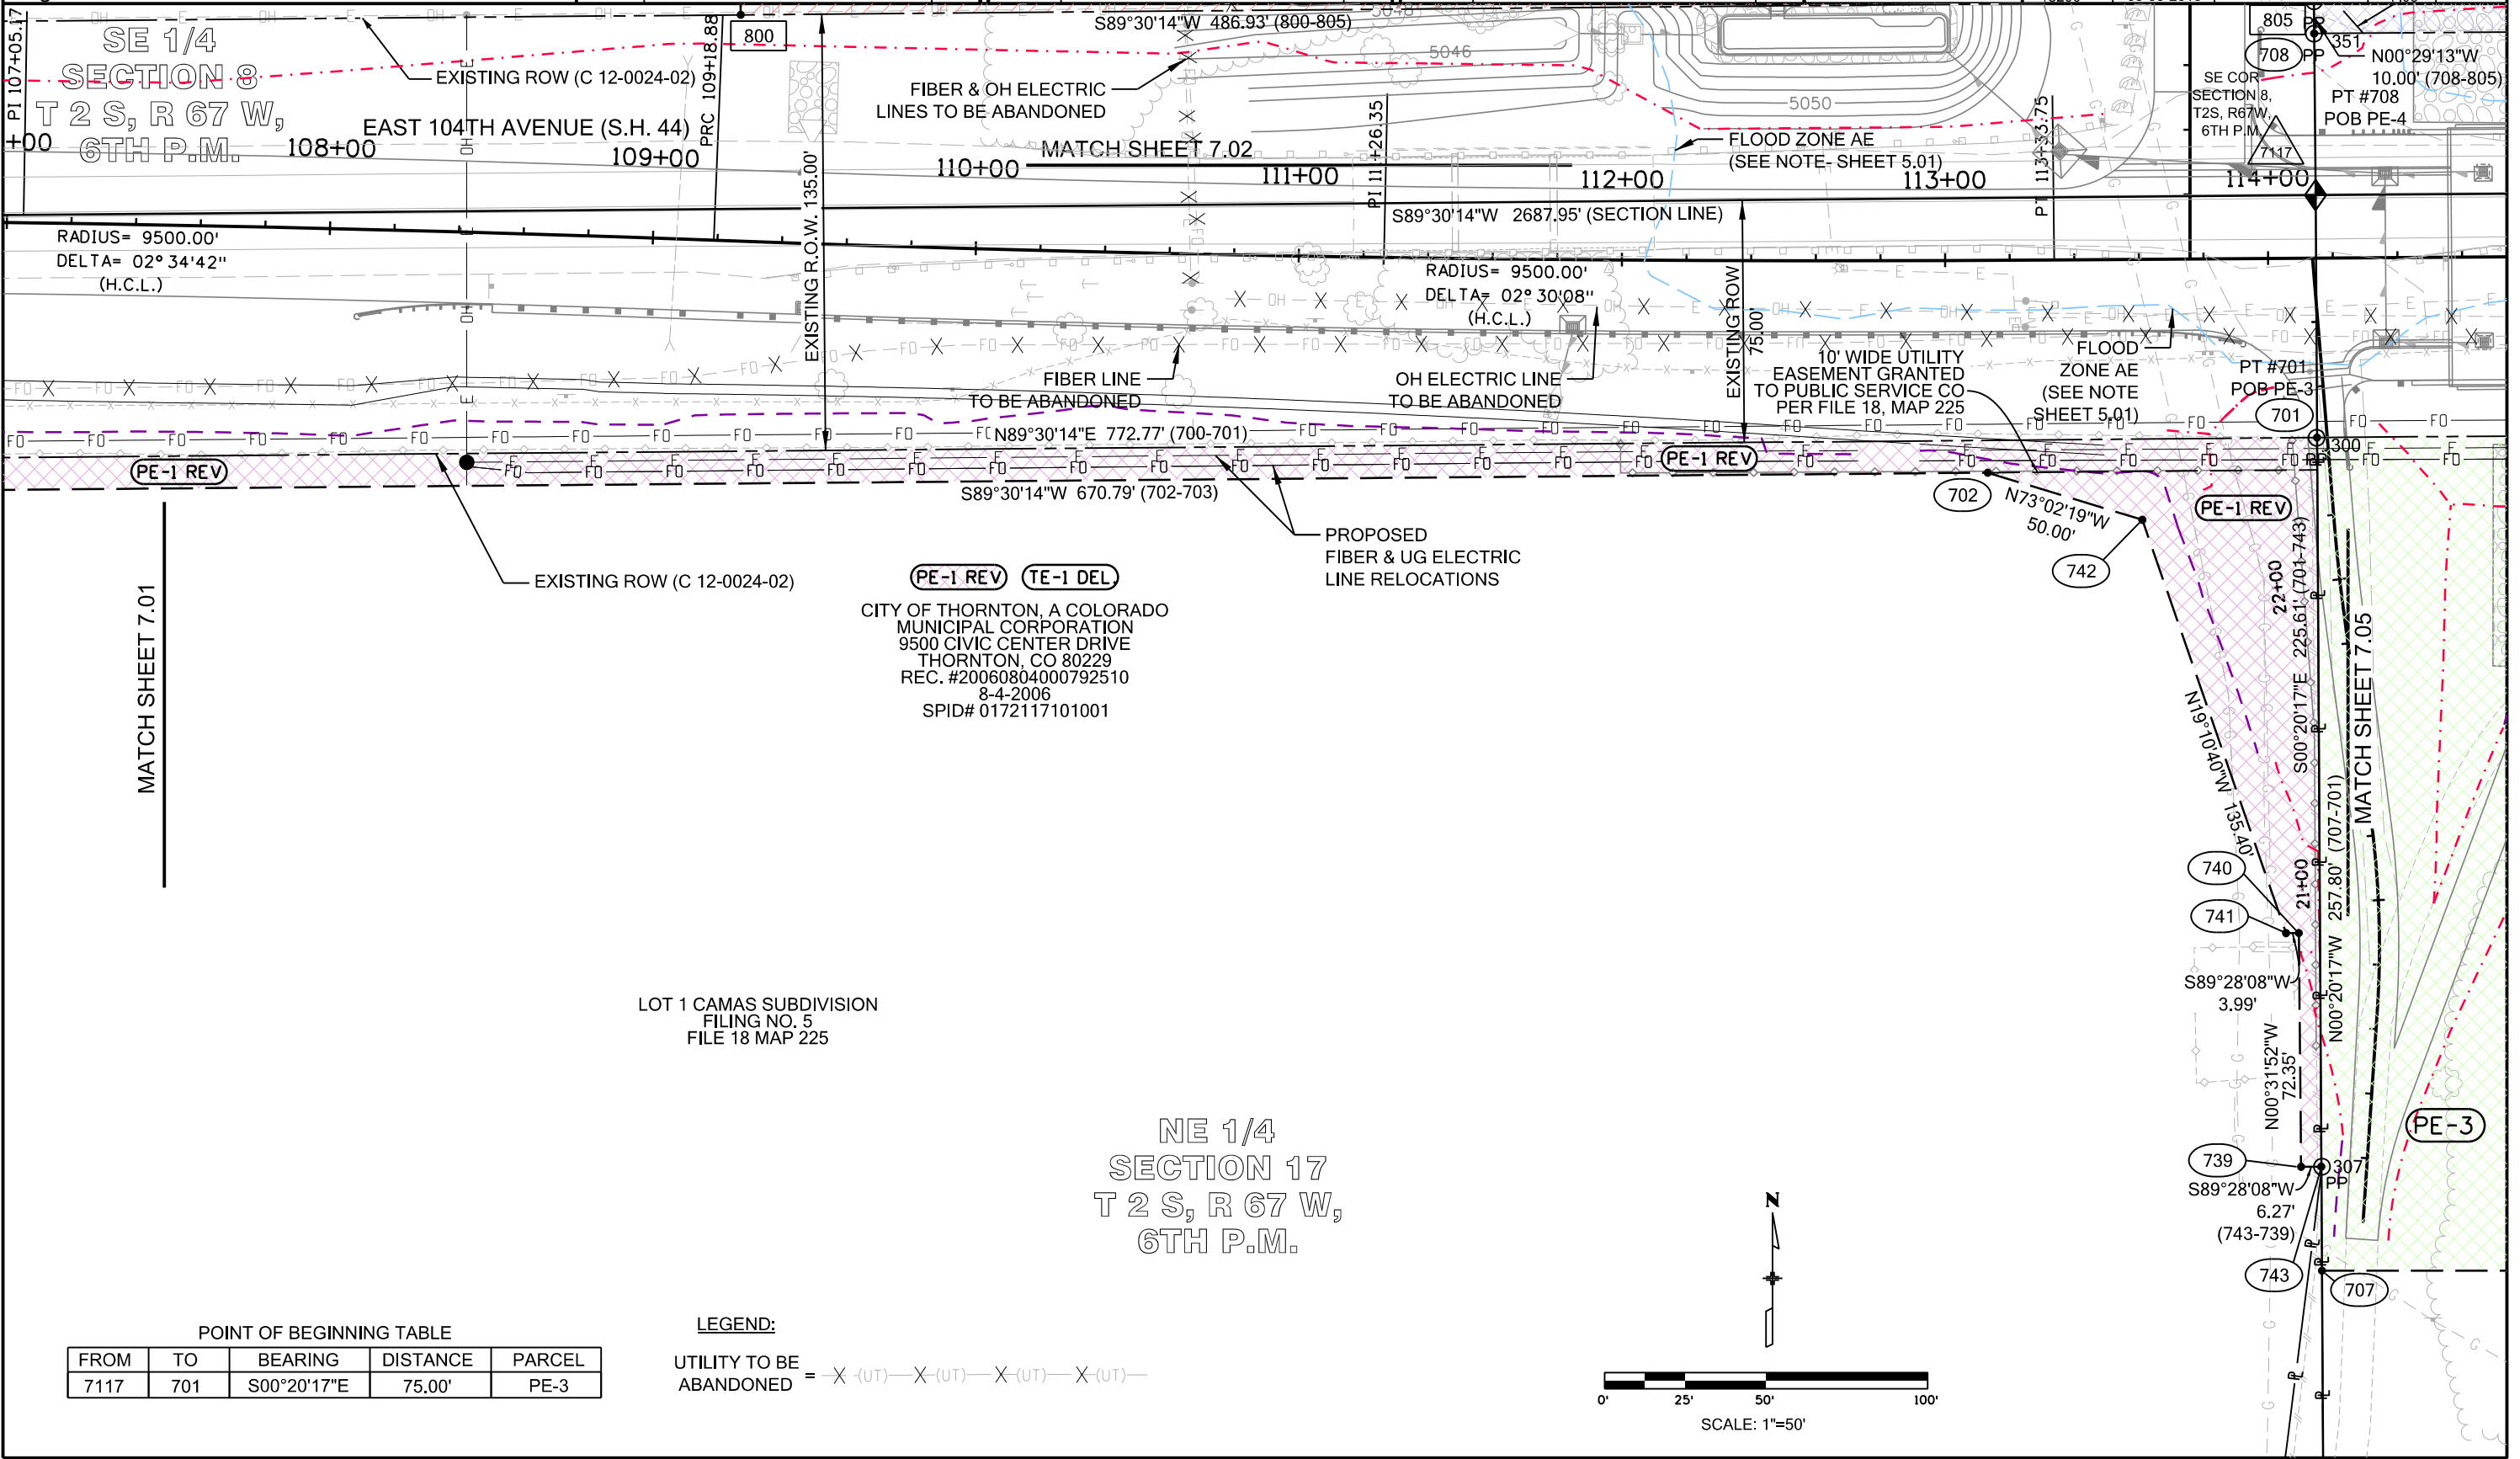 PI 107+05.17
SE 1/4
SECTION 8
T 2 S, R 67 W,
6TH P.M.
EXISTING ROW (C 12-0024-02)
EAST 104TH AVENUE (S.H. 44)
+00
108+00
109+00
110+00
111+00
112+00
113+00
114+00
PRC 109+18.88
800
S89°30'14"W 486.93' (800-805)
5048
5046
5050
FIBER & OH ELECTRIC
LINES TO BE ABANDONED
MATCH SHEET 7.02
PI 111+26.35
FLOOD ZONE AE
(SEE NOTE- SHEET 5.01)
PT 113+33.75
805
708
PP
351
N00°29'13"W
10.00' (708-805)
SE COR
SECTION 8,
T2S, R67W,
6TH P.M.
PT #708
POB PE-4
7117
S89°30'14"W 2687.95' (SECTION LINE)
RADIUS= 9500.00'
DELTA= 02°34'42"
(H.C.L.)
EXISTING R.O.W. 135.00'
RADIUS= 9500.00'
DELTA= 02°30'08"
(H.C.L.)
EXISTING ROW
75.00'
FIBER LINE
TO BE ABANDONED
OH ELECTRIC LINE
TO BE ABANDONED
10' WIDE UTILITY
EASEMENT GRANTED
TO PUBLIC SERVICE CO
PER FILE 18, MAP 225
FLOOD
ZONE AE
(SEE NOTE
SHEET 5.01)
PT #701
POB PE-3
701
300
PP
N89°30'14"E 772.77' (700-701)
PE-1 REV
PE-1 REV
PE-1 REV
S89°30'14"W 670.79' (702-703)
702
N73°02'19"W
50.00'
742
PROPOSED
FIBER & UG ELECTRIC
LINE RELOCATIONS
EXISTING ROW (C 12-0024-02)
MATCH SHEET 7.01
PE-1 REV TE-1 DEL.
CITY OF THORNTON, A COLORADO
MUNICIPAL CORPORATION
9500 CIVIC CENTER DRIVE
THORNTON, CO 80229
REC. #20060804000792510
8-4-2006
SPID# 0172117101001
22+00
S00°20'17"E 225.61' (701-743)
MATCH SHEET 7.05
N19°10'40"W 135.40'
21+00
N00°20'17"W 257.80' (707-701)
740
741
S89°28'08"W
3.99'
N00°31'52"W
72.35'
LOT 1 CAMAS SUBDIVISION
FILING NO. 5
FILE 18 MAP 225
NE 1/4
SECTION 17
T 2 S, R 67 W,
6TH P.M.
PE-3
739
307
PP
S89°28'08"W
6.27'
(743-739)
743
707
N
POINT OF BEGINNING TABLE
FROM TO BEARING DISTANCE PARCEL
7117 701 S00°20'17"E 75.00' PE-3
LEGEND:
UTILITY TO BE
ABANDONED = X -(UT)— X -(UT)— X -(UT)— X -(UT)—
0' 25' 50' 100'
SCALE: 1"=50'